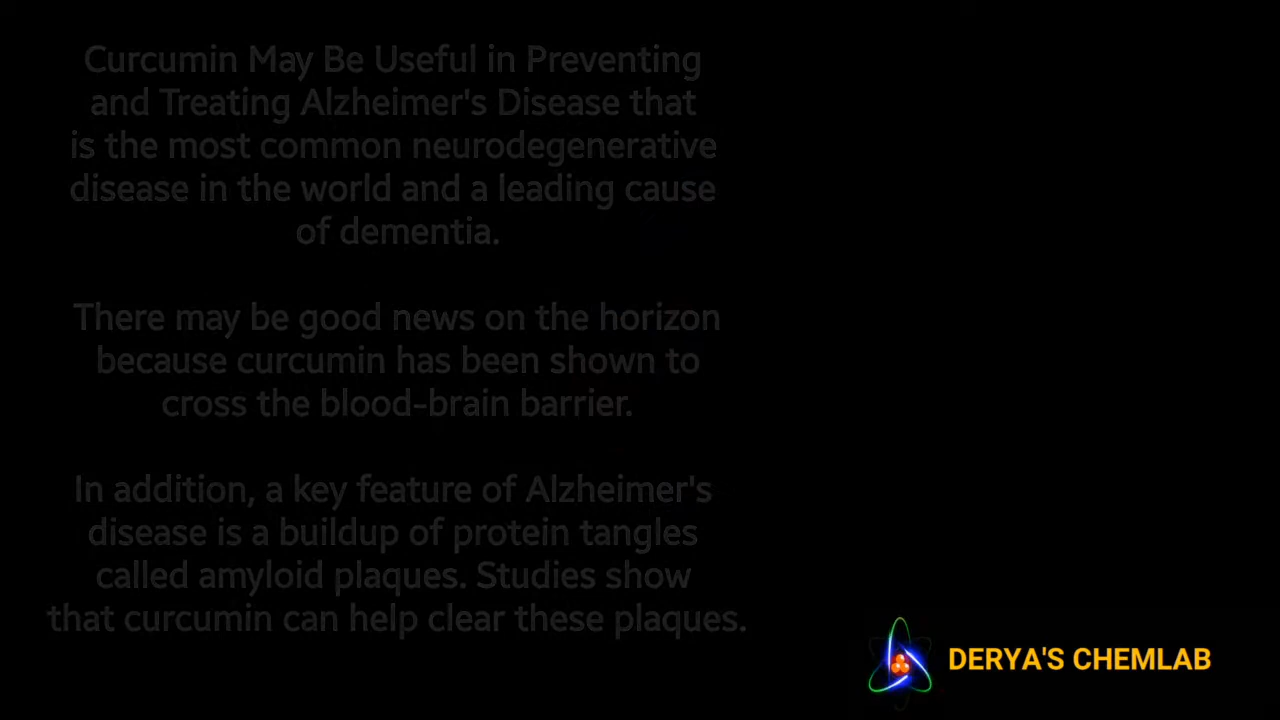 Curcumin May Be Useful in Preventing
and Treating Alzheimer's Disease that
is the most common neurodegenerative
disease in the world and a leading cause
of dementia.
There may be good news on the horizon
because curcumin has been shown to
cross the blood-brain barrier.
In addition, a key feature of Alzheimer's
disease is a buildup of protein tangles
called amyloid plaques. Studies show
that curcumin can help clear these plaques.
DERYA'S CHEMLAB